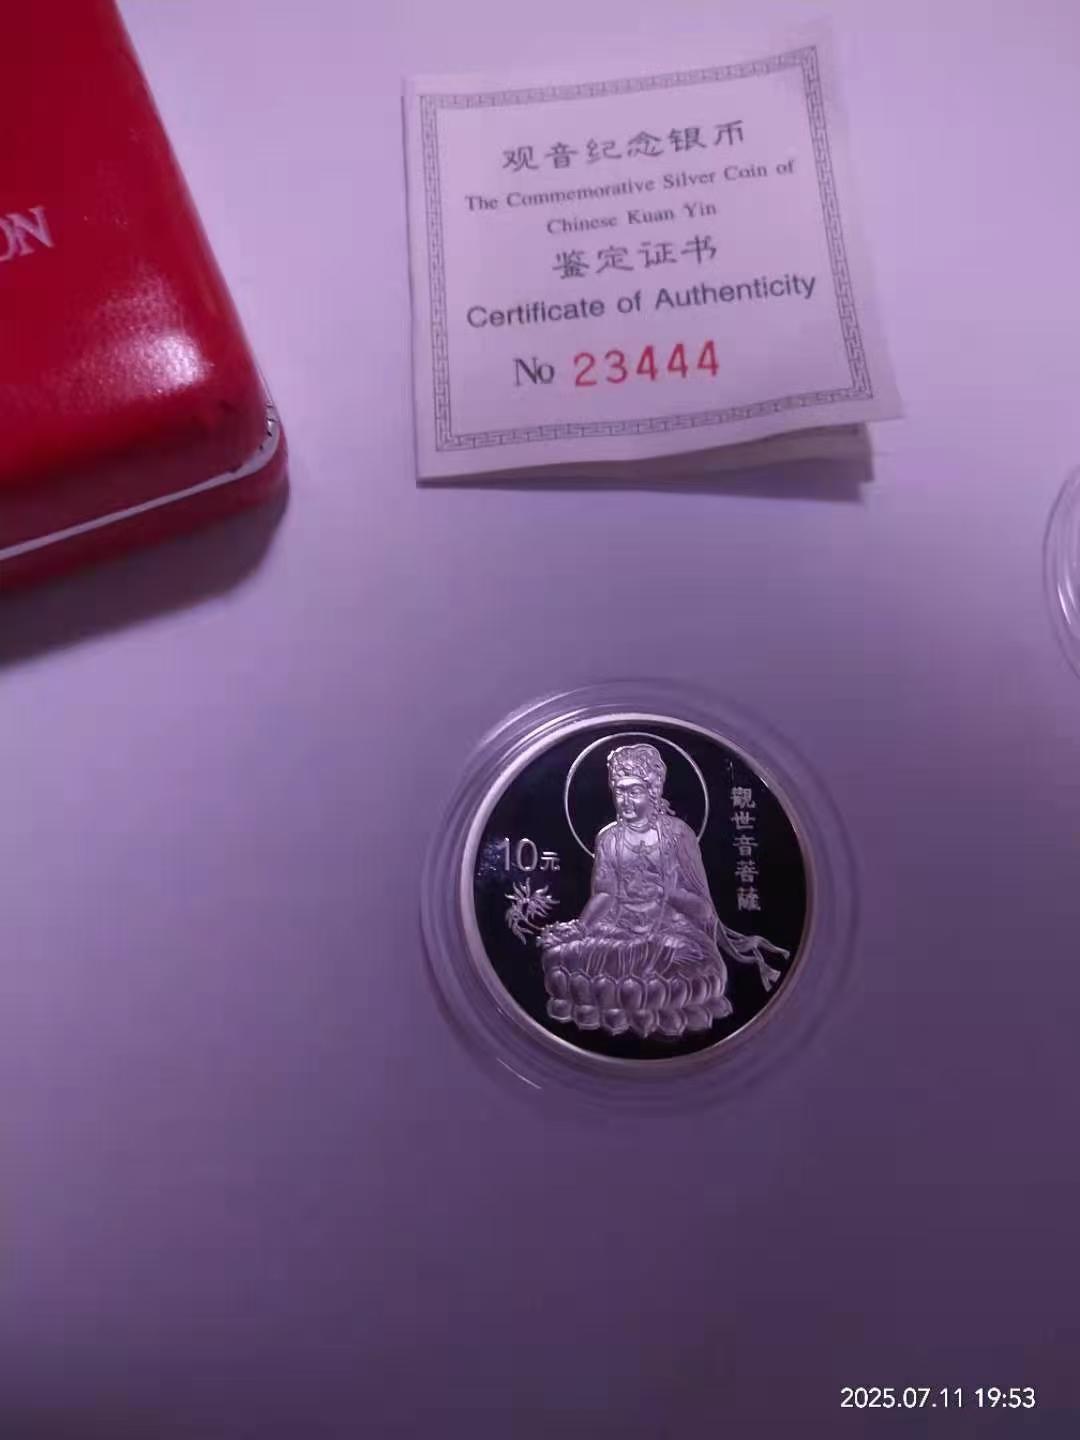 观音纪念银币
The Commemorative Silver Coin of
Chinese Kuan Yin
鉴定证书
Certificate of Authenticity
No 23444
ON
10元
觀世音菩薩
2025.07.11 19:53